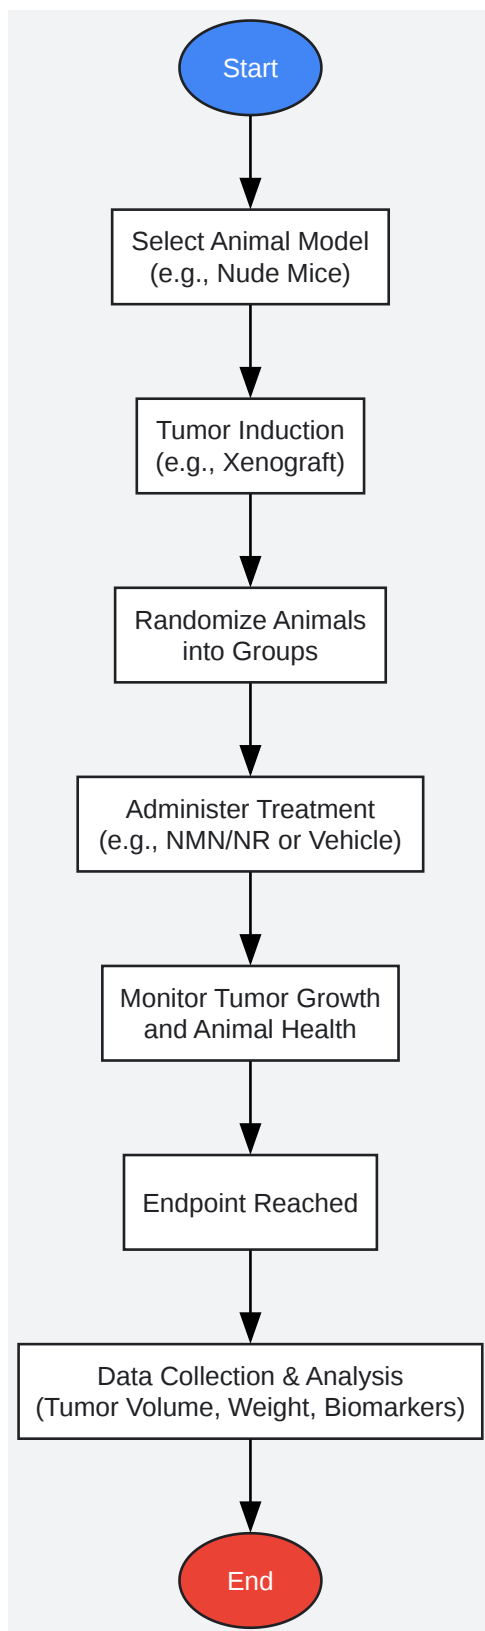 Start
Select Animal Model
(e.g., Nude Mice)
Tumor Induction
(e.g., Xenograft)
Randomize Animals
into Groups
Administer Treatment
(e.g., NMN/NR or Vehicle)
Monitor Tumor Growth
and Animal Health
Endpoint Reached
Data Collection & Analysis
(Tumor Volume, Weight, Biomarkers)
End